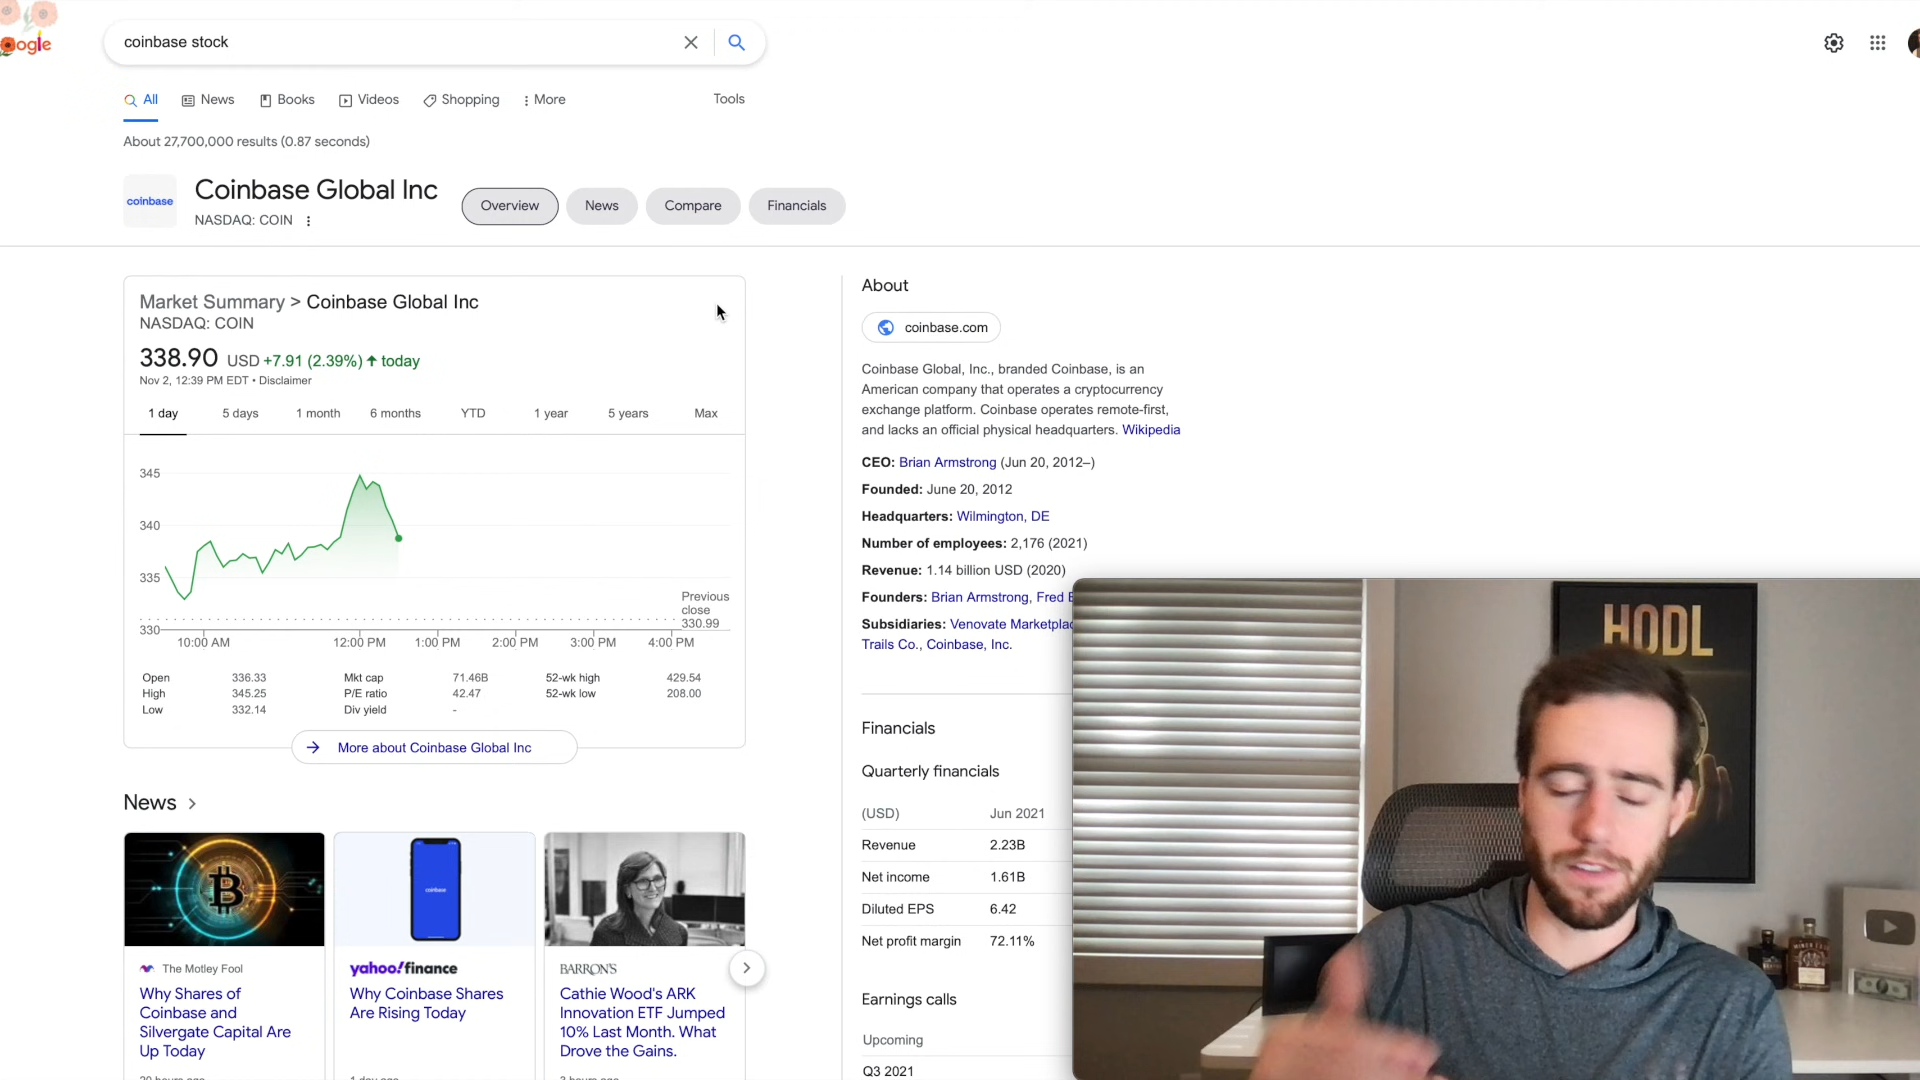 oogle
coinbase stock
All
News
Books
Videos
Shopping
More
Tools
About 27,700,000 results (0.87 seconds)
coinbase
Coinbase Global Inc
NASDAQ: COIN
Overview
News
Compare
Financials
Market Summary > Coinbase Global Inc
NASDAQ: COIN
338.90 USD +7.91 (2.39%) ↑ today
Nov 2, 12:39 PM EDT • Disclaimer
1 day
5 days
1 month
6 months
YTD
1 year
5 years
Max
345
340
335
330
Previous
close
330.99
10:00 AM
12:00 PM
1:00 PM
2:00 PM
3:00 PM
4:00 PM
Open 336.33 Mkt cap 71.46B 52-wk high 429.54
High 345.25 P/E ratio 42.47 52-wk low 208.00
Low 332.14 Div yield -
More about Coinbase Global Inc
News
coinbase
The Motley Fool
Why Shares of
Coinbase and
Silvergate Capital Are
Up Today
20 hours ago
yahoo!finance
Why Coinbase Shares
Are Rising Today
1 day ago
BARRON'S
Cathie Wood's ARK
Innovation ETF Jumped
10% Last Month. What
Drove the Gains.
3 hours ago
About
coinbase.com
Coinbase Global, Inc., branded Coinbase, is an
American company that operates a cryptocurrency
exchange platform. Coinbase operates remote-first,
and lacks an official physical headquarters. Wikipedia
CEO: Brian Armstrong (Jun 20, 2012–)
Founded: June 20, 2012
Headquarters: Wilmington, DE
Number of employees: 2,176 (2021)
Revenue: 1.14 billion USD (2020)
Founders: Brian Armstrong, Fred
Subsidiaries: Venovate Marketplac
Trails Co., Coinbase, Inc.
Financials
Quarterly financials
(USD) Jun 2021
Revenue 2.23B
Net income 1.61B
Diluted EPS 6.42
Net profit margin 72.11%
Earnings calls
Upcoming
Q3 2021
HODL